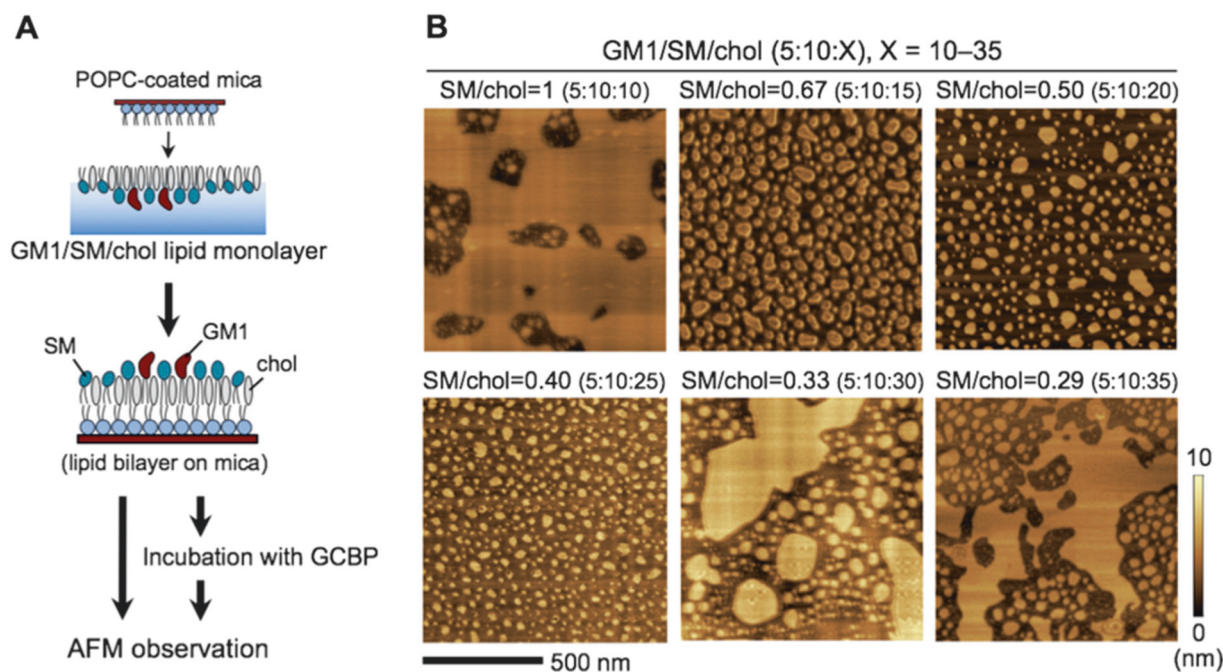 A
POPC-coated mica
GM1/SM/chol lipid monolayer
SM
GM1
chol
(lipid bilayer on mica)
Incubation with GCBP
AFM observation
B
GM1/SM/chol (5:10:X), X = 10–35
SM/chol=1 (5:10:10)
SM/chol=0.67 (5:10:15)
SM/chol=0.50 (5:10:20)
SM/chol=0.40 (5:10:25)
SM/chol=0.33 (5:10:30)
SM/chol=0.29 (5:10:35)
10
0
(nm)
500 nm